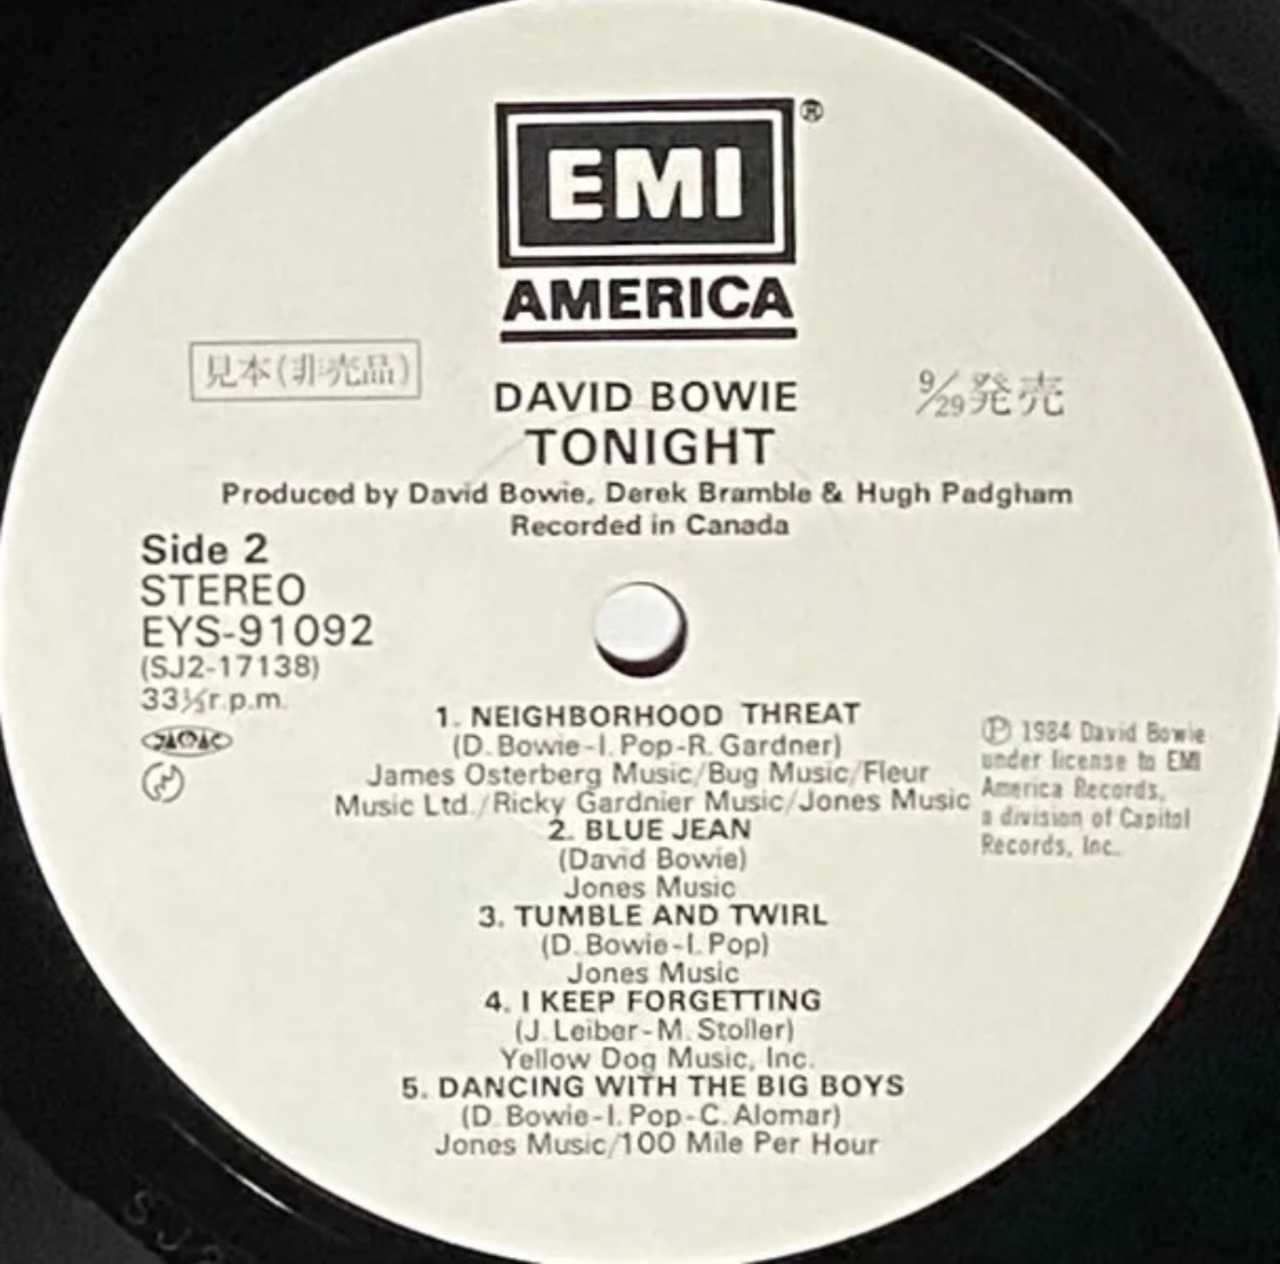 EMI®
AMERICA
見本(非売品)
9/29発売
DAVID BOWIE
TONIGHT
Produced by David Bowie, Derek Bramble & Hugh Padgham
Recorded in Canada
Side 2
STEREO
EYS-91092
(SJ2-17138)
33⅓r.p.m.
JASRAC
1. NEIGHBORHOOD THREAT
(D. Bowie-I. Pop-R. Gardner)
James Osterberg Music/Bug Music/Fleur
Music Ltd./Ricky Gardnier Music/Jones Music
2. BLUE JEAN
(David Bowie)
Jones Music
3. TUMBLE AND TWIRL
(D. Bowie-I. Pop)
Jones Music
4. I KEEP FORGETTING
(J. Leiber-M. Stoller)
Yellow Dog Music, Inc.
5. DANCING WITH THE BIG BOYS
(D. Bowie-I. Pop-C. Alomar)
Jones Music/100 Mile Per Hour
Ⓟ 1984 David Bowie
under license to EMI
America Records,
a division of Capitol
Records, Inc.